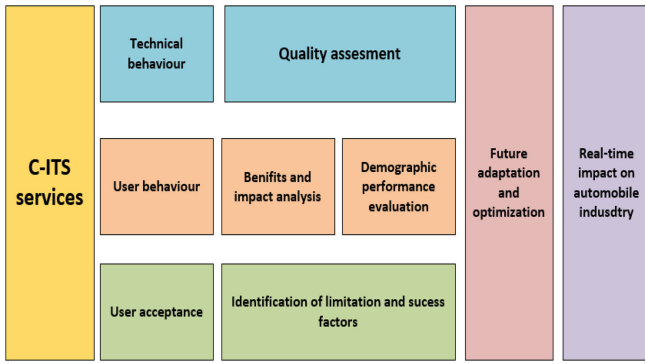 C-ITS
services
Technical
behaviour
Quality assesment
User behaviour
Benifits and
impact analysis
Demographic
performance
evaluation
User acceptance
Identification of limitation and sucess
factors
Future
adaptation
and
optimization
Real-time
impact on
automobile
indusdtry